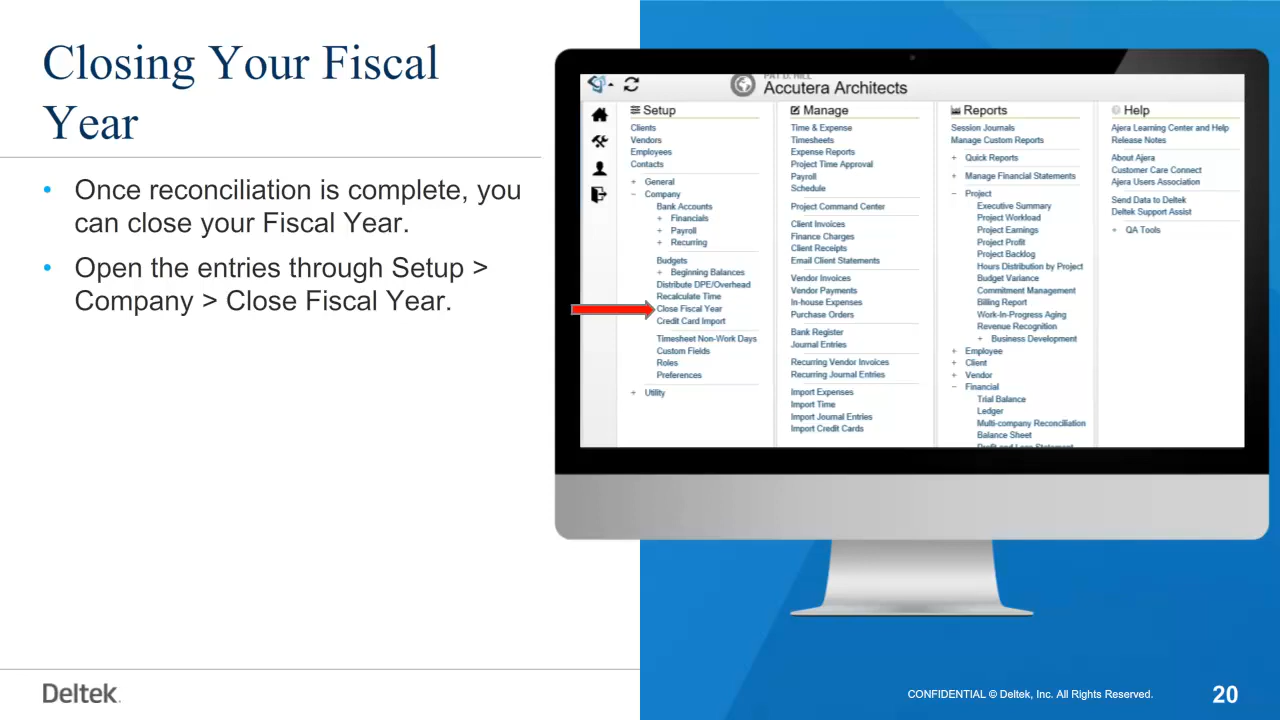 Closing Your Fiscal
Year
• Once reconciliation is complete, you
can close your Fiscal Year.
• Open the entries through Setup >
Company > Close Fiscal Year.
PAT D. HILL
Accutera Architects
Setup
Clients
Vendors
Employees
Contacts
+ General
− Company
Bank Accounts
+ Financials
+ Payroll
+ Recurring
Budgets
+ Beginning Balances
Distribute DPE/Overhead
Recalculate Time
Close Fiscal Year
Credit Card Import
Timesheet Non-Work Days
Custom Fields
Roles
Preferences
+ Utility
Manage
Time & Expense
Timesheets
Expense Reports
Project Time Approval
Payroll
Schedule
Project Command Center
Client Invoices
Finance Charges
Client Receipts
Email Client Statements
Vendor Invoices
Vendor Payments
In-house Expenses
Purchase Orders
Bank Register
Journal Entries
Recurring Vendor Invoices
Recurring Journal Entries
Import Expenses
Import Time
Import Journal Entries
Import Credit Cards
Reports
Session Journals
Manage Custom Reports
+ Quick Reports
+ Manage Financial Statements
− Project
Executive Summary
Project Workload
Project Earnings
Project Profit
Project Backlog
Hours Distribution by Project
Budget Variance
Commitment Management
Billing Report
Work-In-Progress Aging
Revenue Recognition
+ Business Development
+ Employee
+ Client
+ Vendor
− Financial
Trial Balance
Ledger
Multi-company Reconciliation
Balance Sheet
Profit and Loss Statement
Help
Ajera Learning Center and Help
Release Notes
About Ajera
Customer Care Connect
Ajera Users Association
Send Data to Deltek
Deltek Support Assist
+ QA Tools
Deltek.
CONFIDENTIAL © Deltek, Inc. All Rights Reserved.
20